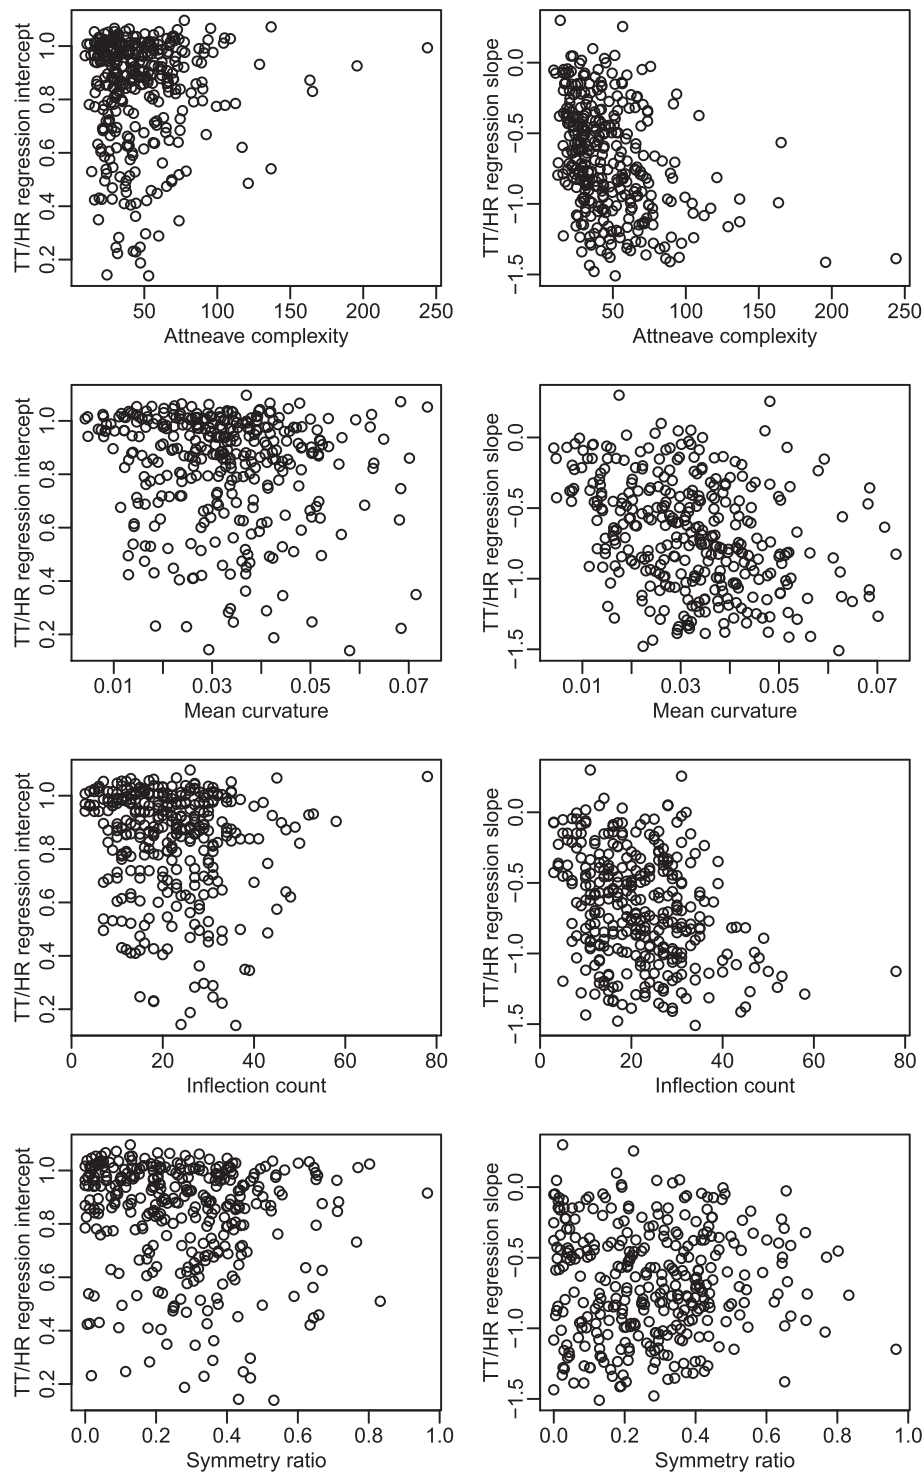 TT/HR regression intercept
0.2 0.4 0.6 0.8 1.0
50 100 150 200 250
Attneave complexity
TT/HR regression slope
−1.5 −1.0 −0.5 0.0
50 100 150 200 250
Attneave complexity
TT/HR regression intercept
0.2 0.4 0.6 0.8 1.0
0.01 0.03 0.05 0.07
Mean curvature
TT/HR regression slope
−1.5 −1.0 −0.5 0.0
0.01 0.03 0.05 0.07
Mean curvature
TT/HR regression intercept
0.2 0.4 0.6 0.8 1.0
0 20 40 60 80
Inflection count
TT/HR regression slope
−1.5 −1.0 −0.5 0.0
0 20 40 60 80
Inflection count
TT/HR regression intercept
0.2 0.4 0.6 0.8 1.0
0.0 0.2 0.4 0.6 0.8 1.0
Symmetry ratio
TT/HR regression slope
−1.5 −1.0 −0.5 0.0
0.0 0.2 0.4 0.6 0.8 1.0
Symmetry ratio